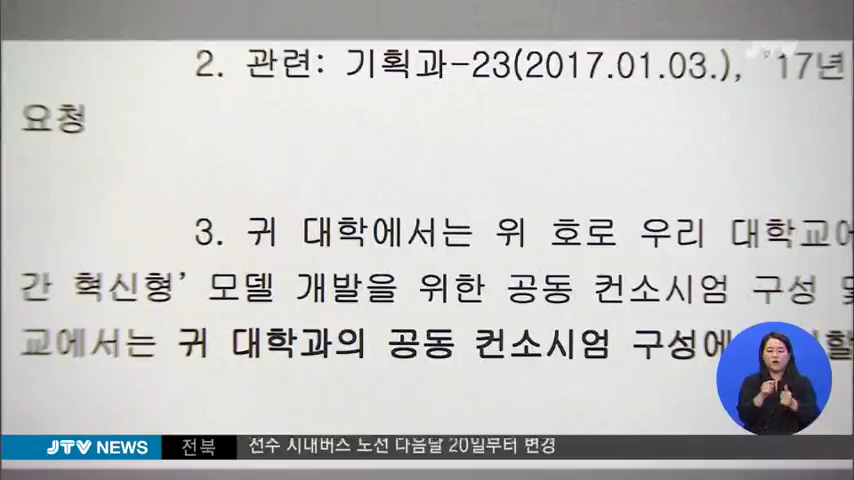 JTV
2. 관련: 기획과-23(2017.01.03.), '17년
요청
3. 귀 대학에서는 위 호로 우리 대학교에
간 혁신형' 모델 개발을 위한 공동 컨소시엄 구성 및
교에서는 귀 대학과의 공동 컨소시엄 구성에
JTV NEWS 전북 전주 시내버스 노선 다음달 20일부터 변경